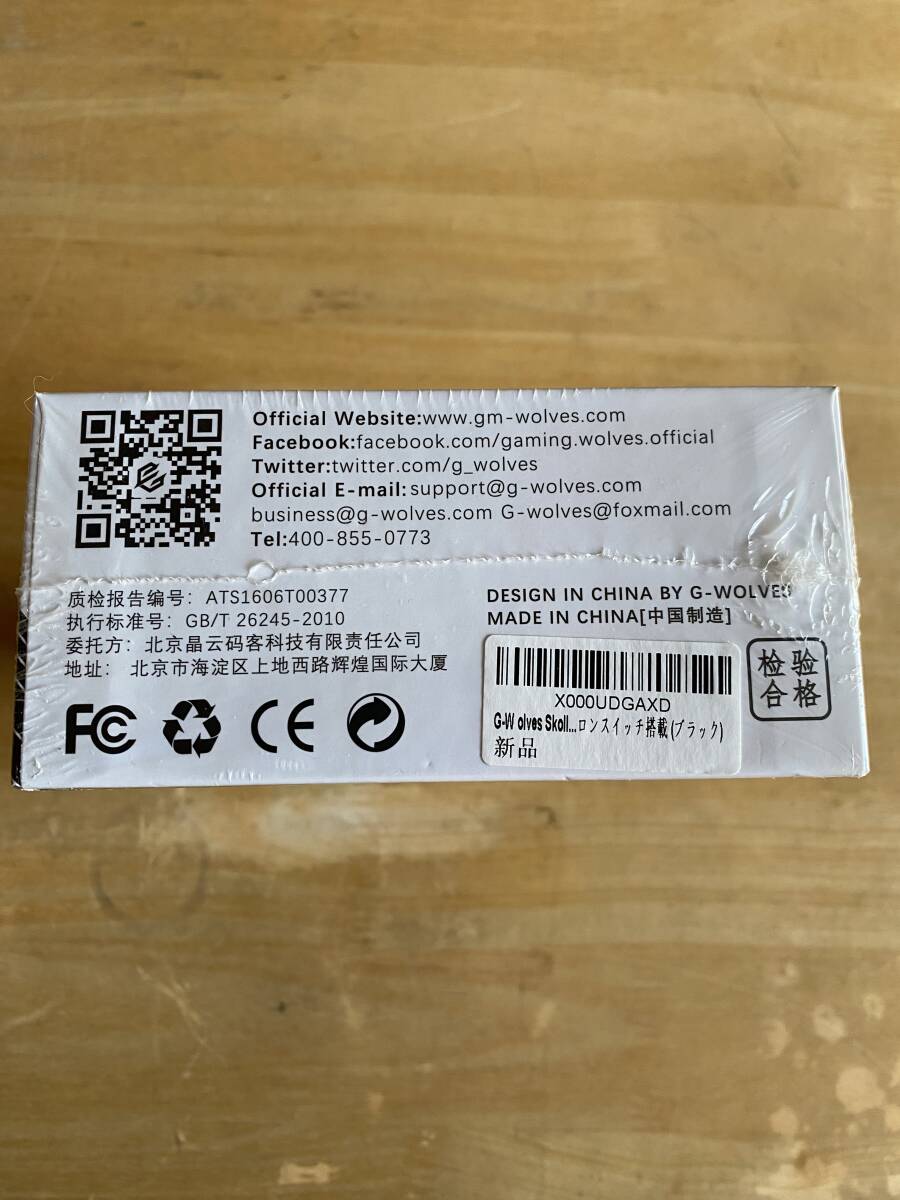 Official Website:www.gm-wolves.com
Facebook:facebook.com/gaming.wolves.official
Twitter:twitter.com/g_wolves
Official E-mail:support@g-wolves.com
business@g-wolves.com G-wolves@foxmail.com
Tel:400-855-0773
质检报告编号: ATS1606T00377
执行标准号: GB/T 26245-2010
委托方: 北京晶云码客科技有限责任公司
地址: 北京市海淀区上地西路辉煌国际大厦
FC CE
DESIGN IN CHINA BY G-WOLVES
MADE IN CHINA[中国制造]
X000UDGAXD
G-W olves Skoll...ロンスイッチ搭載 (ブラック)
新品
检验
合格